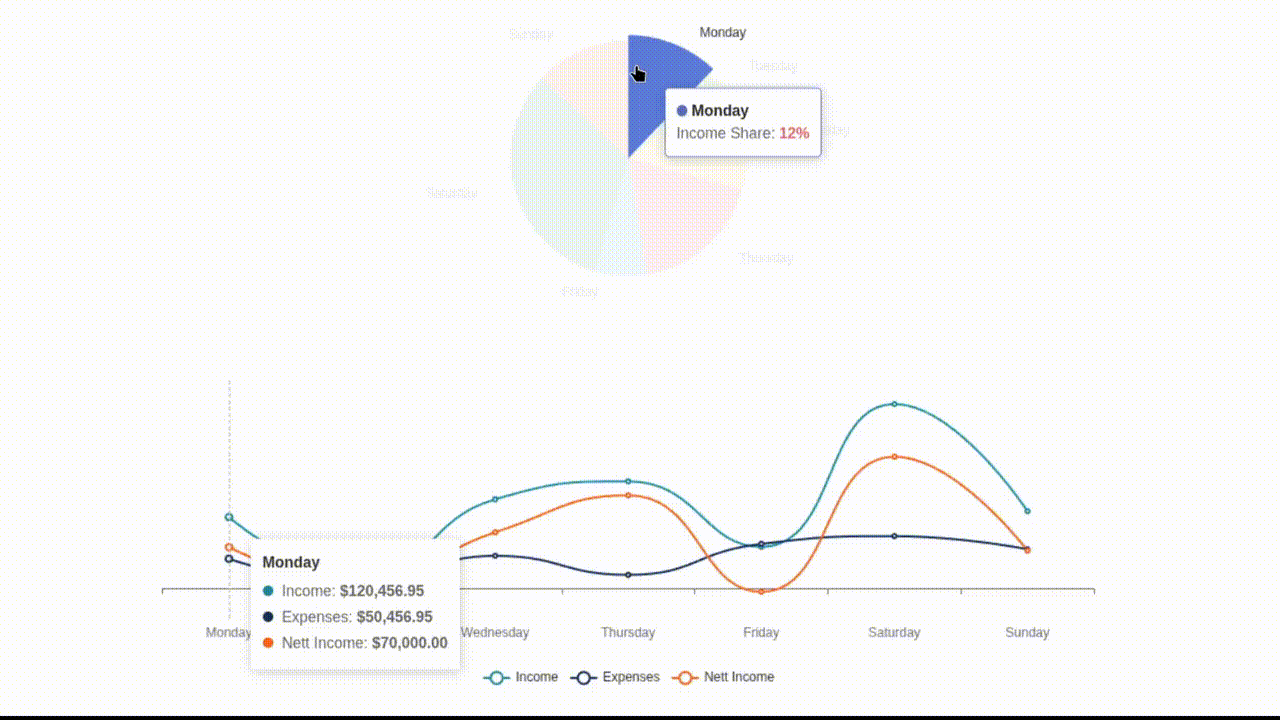 Monday
Sunday
Tuesday
Monday
Income Share: 12%
Saturday
Thursday
Friday
Monday
Income: $120,456.95
Expenses: $50,456.95
Nett Income: $70,000.00
Monday Wednesday Thursday Friday Saturday Sunday
Income Expenses Nett Income